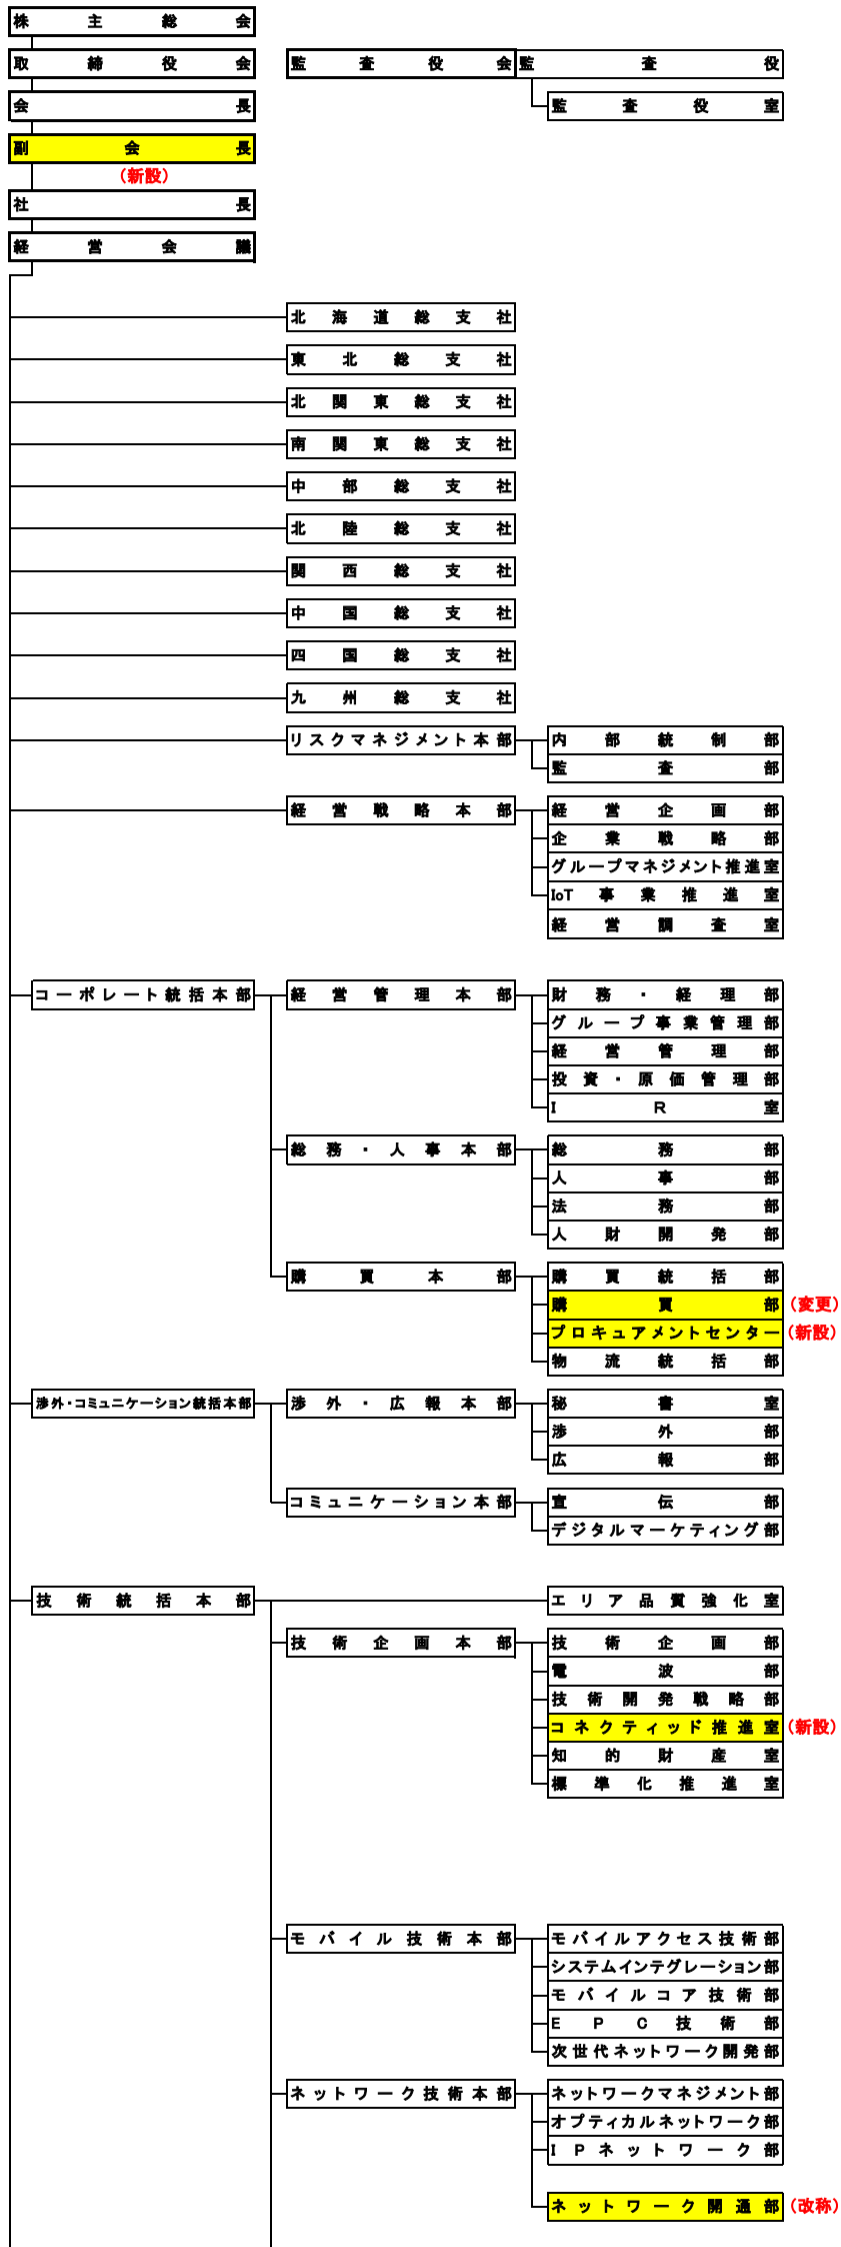 株主総会
取締役会 監査役会 監査役
会長 監査役室
副会長
（新設）
社長
経営会議
北海道総支社
東北総支社
北関東総支社
南関東総支社
中部総支社
北陸総支社
関西総支社
中国総支社
四国総支社
九州総支社
リスクマネジメント本部 内部統制部
監査部
経営戦略本部 経営企画部
企業戦略部
グループマネジメント推進室
IoT事業推進室
経営調査室
コーポレート統括本部 経営管理本部 財務・経理部
グループ事業管理部
経営管理部
投資・原価管理部
IR室
総務・人事本部 総務部
人事部
法務部
人財開発部
購買本部 購買統括部
購買部（変更）
プロキュアメントセンター（新設）
物流統括部
渉外・コミュニケーション統括本部 渉外・広報本部 秘書室
渉外部
広報部
コミュニケーション本部 宣伝部
デジタルマーケティング部
技術統括本部 エリア品質強化室
技術企画本部 技術企画部
電波部
技術開発戦略部
コネクティッド推進室（新設）
知的財産室
標準化推進室
モバイル技術本部 モバイルアクセス技術部
システムインテグレーション部
モバイルコア技術部
EPC技術部
次世代ネットワーク開発部
ネットワーク技術本部 ネットワークマネジメント部
オプティカルネットワーク部
IPネットワーク部
ネットワーク開通部（改称）